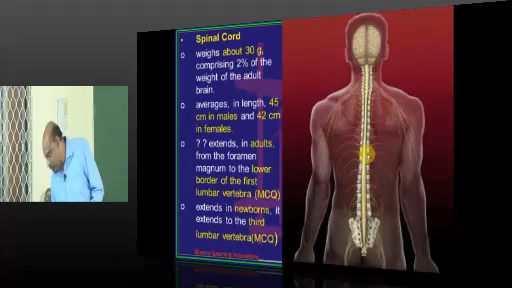 Spinal Cord
weighs about 30 g,
comprising 2% of the
weight of the adult
brain.
averages, in length, 45
cm in males and 42 cm
in females.
? ? extends, in adults,
from the foramen
magnum to the lower
border of the first
lumbar vertebra (MCQ)
extends in newborns, it
extends to the third
lumbar vertebra(MCQ)